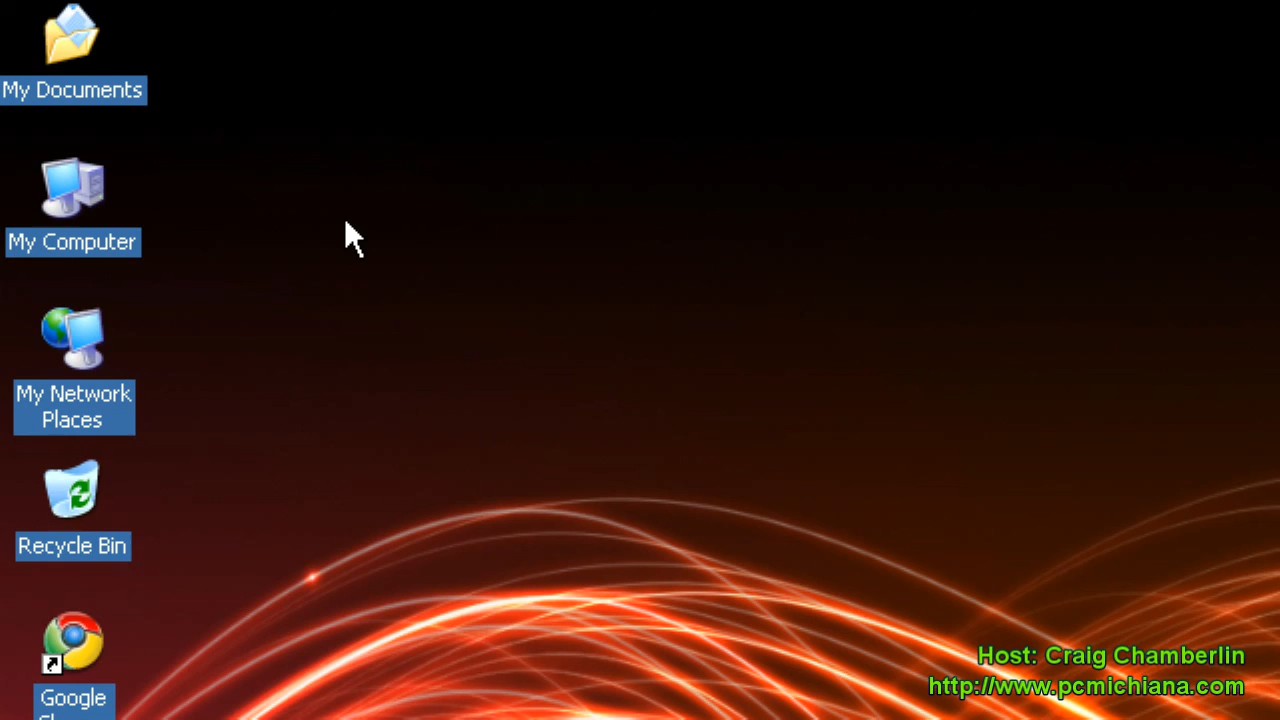 My Documents
My Computer
My Network
Places
Recycle Bin
Google
Host: Craig Chamberlin
http://www.pcmichiana.com